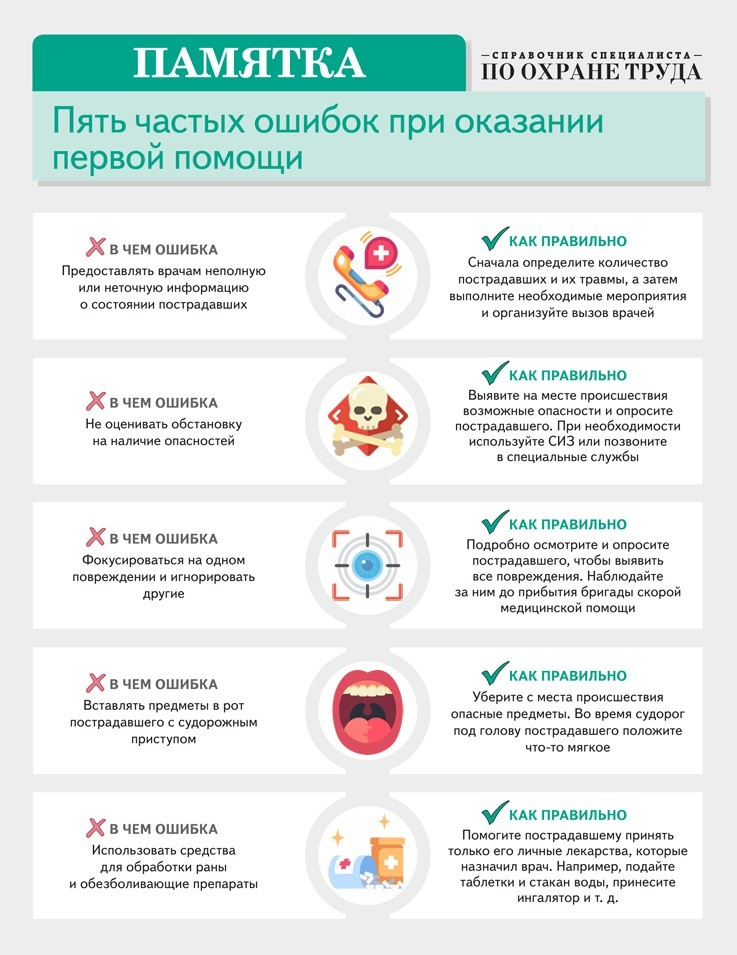 ПАМЯТКА
СПРАВОЧНИК СПЕЦИАЛИСТА
ПО ОХРАНЕ ТРУДА
Пять частых ошибок при оказании
первой помощи
В ЧЕМ ОШИБКА
Предоставлять врачам неполную
или неточную информацию
о состоянии пострадавших
КАК ПРАВИЛЬНО
Сначала определите количество
пострадавших и их травмы, а затем
выполните необходимые мероприятия
и организуйте вызов врачей
В ЧЕМ ОШИБКА
Не оценивать обстановку
на наличие опасностей
КАК ПРАВИЛЬНО
Выявите на месте происшествия
возможные опасности и опросите
пострадавшего. При необходимости
используйте СИЗ или позвоните
в специальные службы
В ЧЕМ ОШИБКА
Фокусироваться на одном
повреждении и игнорировать
другие
КАК ПРАВИЛЬНО
Подробно осмотрите и опросите
пострадавшего, чтобы выявить
все повреждения. Наблюдайте
за ним до прибытия бригады скорой
медицинской помощи
В ЧЕМ ОШИБКА
Вставлять предметы в рот
пострадавшего с судорожным
приступом
КАК ПРАВИЛЬНО
Уберите с места происшествия
опасные предметы. Во время судорог
под голову пострадавшего положите
что-то мягкое
В ЧЕМ ОШИБКА
Использовать средства
для обработки раны
и обезболивающие препараты
КАК ПРАВИЛЬНО
Помогите пострадавшему принять
только его личные лекарства, которые
назначил врач. Например, подайте
таблетки и стакан воды, принесите
ингалятор и т. д.